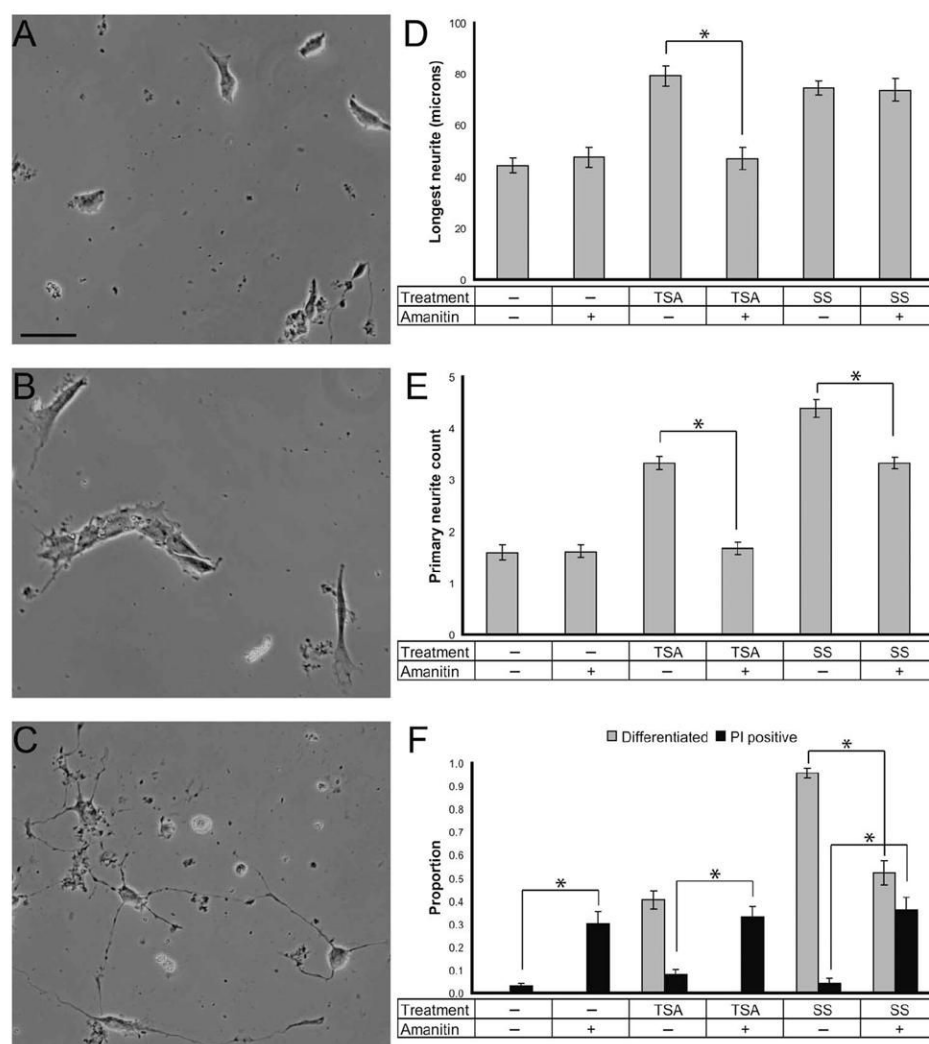 A
B
C
D
Longest neurite (microns)
100
80
60
40
20
0
*
Treatment – – TSA TSA SS SS
Amanitin – + – + – +
E
Primary neurite count
5
4
3
2
1
0
*
*
Treatment – – TSA TSA SS SS
Amanitin – + – + – +
F
Differentiated PI positive
Proportion
1.0
0.9
0.8
0.7
0.6
0.5
0.4
0.3
0.2
0.1
0.0
*
*
*
*
Treatment – – TSA TSA SS SS
Amanitin – + – + – +